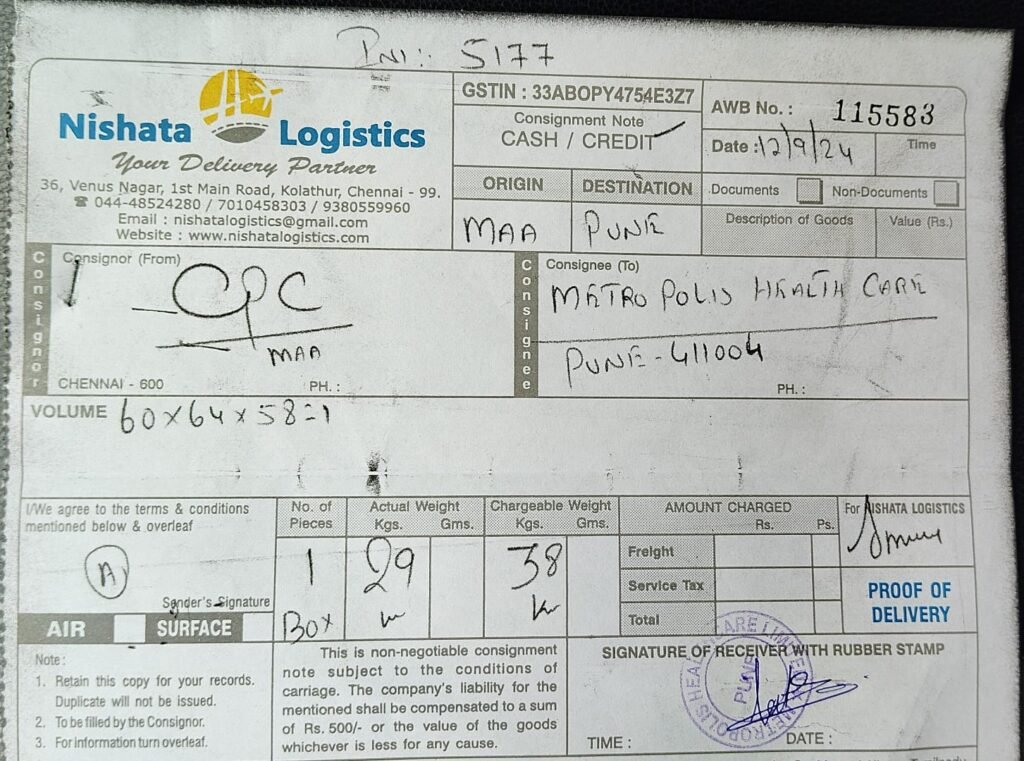 INI:: 5177
Nishata Logistics
Your Delivery Partner
36, Venus Nagar, 1st Main Road, Kolathur, Chennai - 99.
☎ 044-48524280 / 7010458303 / 9380559960
Email : nishatalogistics@gmail.com
Website : www.nishatalogistics.com
GSTIN : 33ABOPY4754E3Z7
Consignment Note
CASH / CREDIT
AWB No. : 115583
Date : 12/9/24 Time
ORIGIN DESTINATION
MAA PUNE
Documents Non-Documents
Description of Goods Value (Rs.)
Consignor
Consignor (From)
CPC
MAA
CHENNAI - 600 PH. :
Consignee
Consignee (To)
METROPOLIS HEALTH CARE
PUNE - 411004
PH. :
VOLUME 60x64x58=1
I/We agree to the terms & conditions
mentioned below & overleaf
A
Sender's Signature
AIR SURFACE
No. of Pieces
1
Box
Actual Weight
Kgs. Gms.
29
Chargeable Weight
Kgs. Gms.
38
AMOUNT CHARGED
Rs. Ps.
Freight
Service Tax
Total
For NISHATA LOGISTICS
PROOF OF
DELIVERY
Note :
1. Retain this copy for your records.
Duplicate will not be issued.
2. To be filled by the Consignor.
3. For information turn overleaf.
This is non-negotiable consignment
note subject to the conditions of
carriage. The company's liability for the
mentioned shall be compensated to a sum
of Rs. 500/- or the value of the goods
whichever is less for any cause.
SIGNATURE OF RECEIVER WITH RUBBER STAMP
METROPOLIS HEALTHCARE LIMITED
PUNE
TIME : DATE :